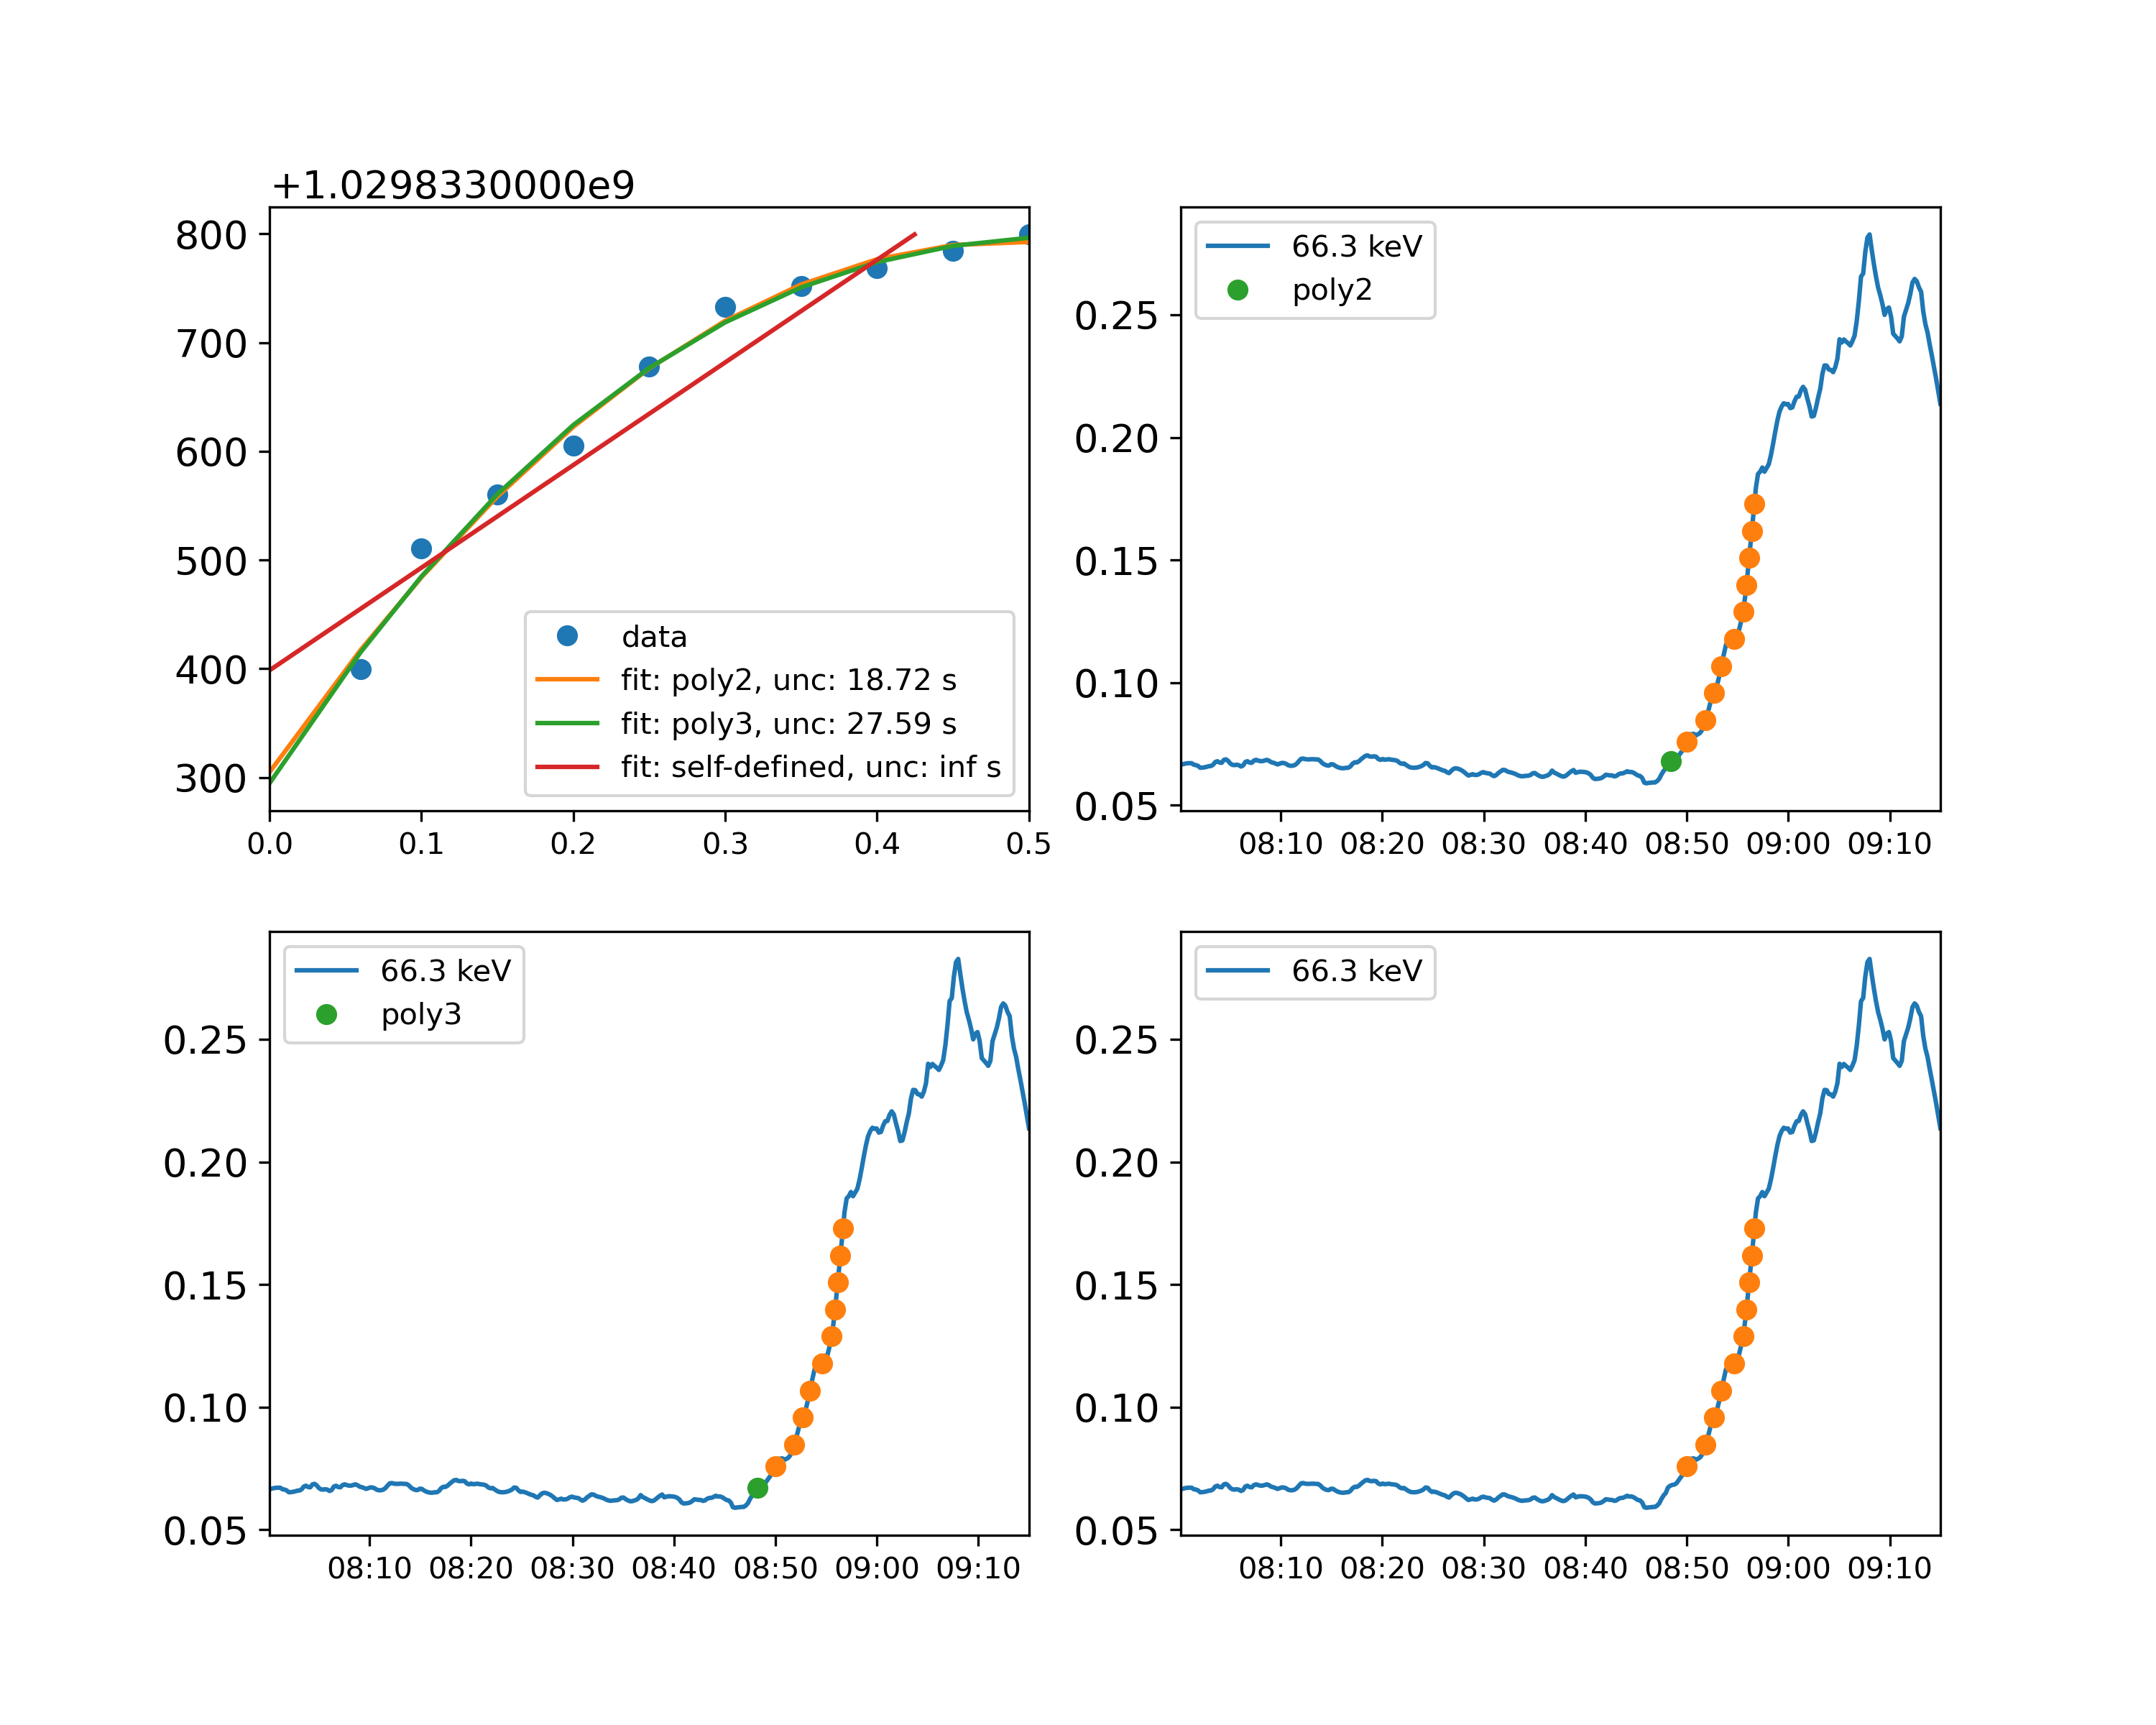 +1.0298330000e9
800
700
600
500
400
300
0.0 0.1 0.2 0.3 0.4 0.5
data
fit: poly2, unc: 18.72 s
fit: poly3, unc: 27.59 s
fit: self-defined, unc: inf s
66.3 keV
poly2
0.25
0.20
0.15
0.10
0.05
08:10 08:20 08:30 08:40 08:50 09:00 09:10
66.3 keV
poly3
0.25
0.20
0.15
0.10
0.05
08:10 08:20 08:30 08:40 08:50 09:00 09:10
66.3 keV
0.25
0.20
0.15
0.10
0.05
08:10 08:20 08:30 08:40 08:50 09:00 09:10